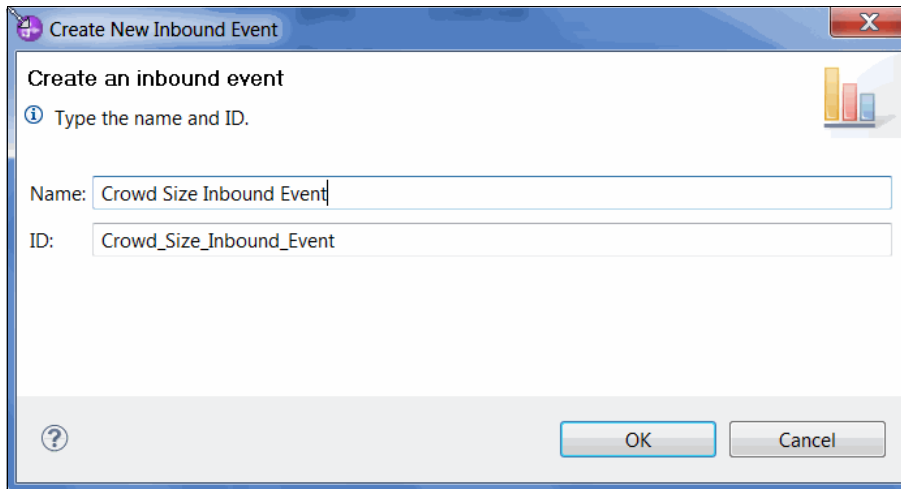 Create New Inbound Event
X
Create an inbound event
Type the name and ID.
Name: Crowd Size Inbound Event
ID: Crowd_Size_Inbound_Event
? OK Cancel